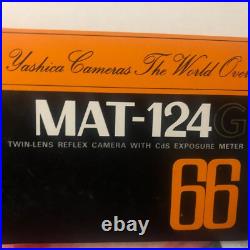 Yashica Cameras The World Over
MAT-124G
TWIN-LENS REFLEX CAMERA WITH CdS EXPOSURE METER
66